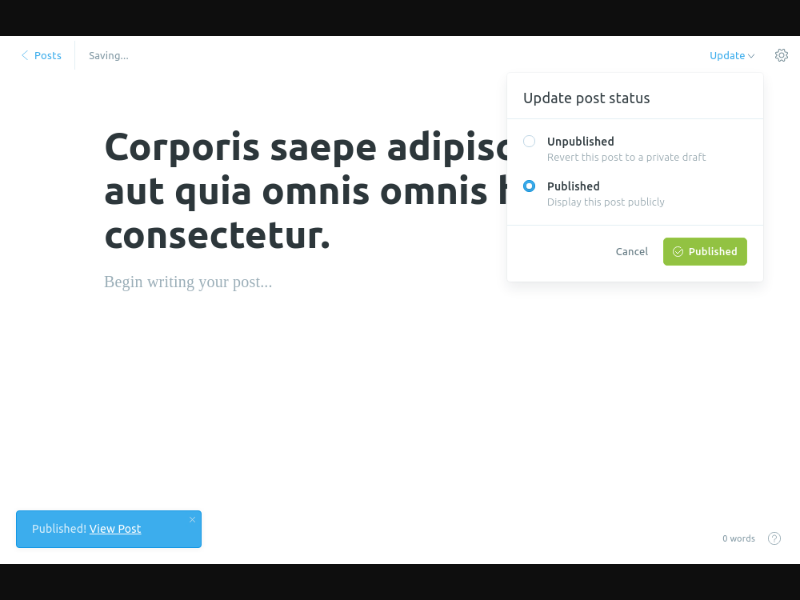 Posts
Saving...
Update
Update post status
Unpublished
Revert this post to a private draft
Published
Display this post publicly
Cancel
Published
Corporis saepe
aut quia omnis omnis
consectetur.
Begin writing your post...
Published! View Post
0 words